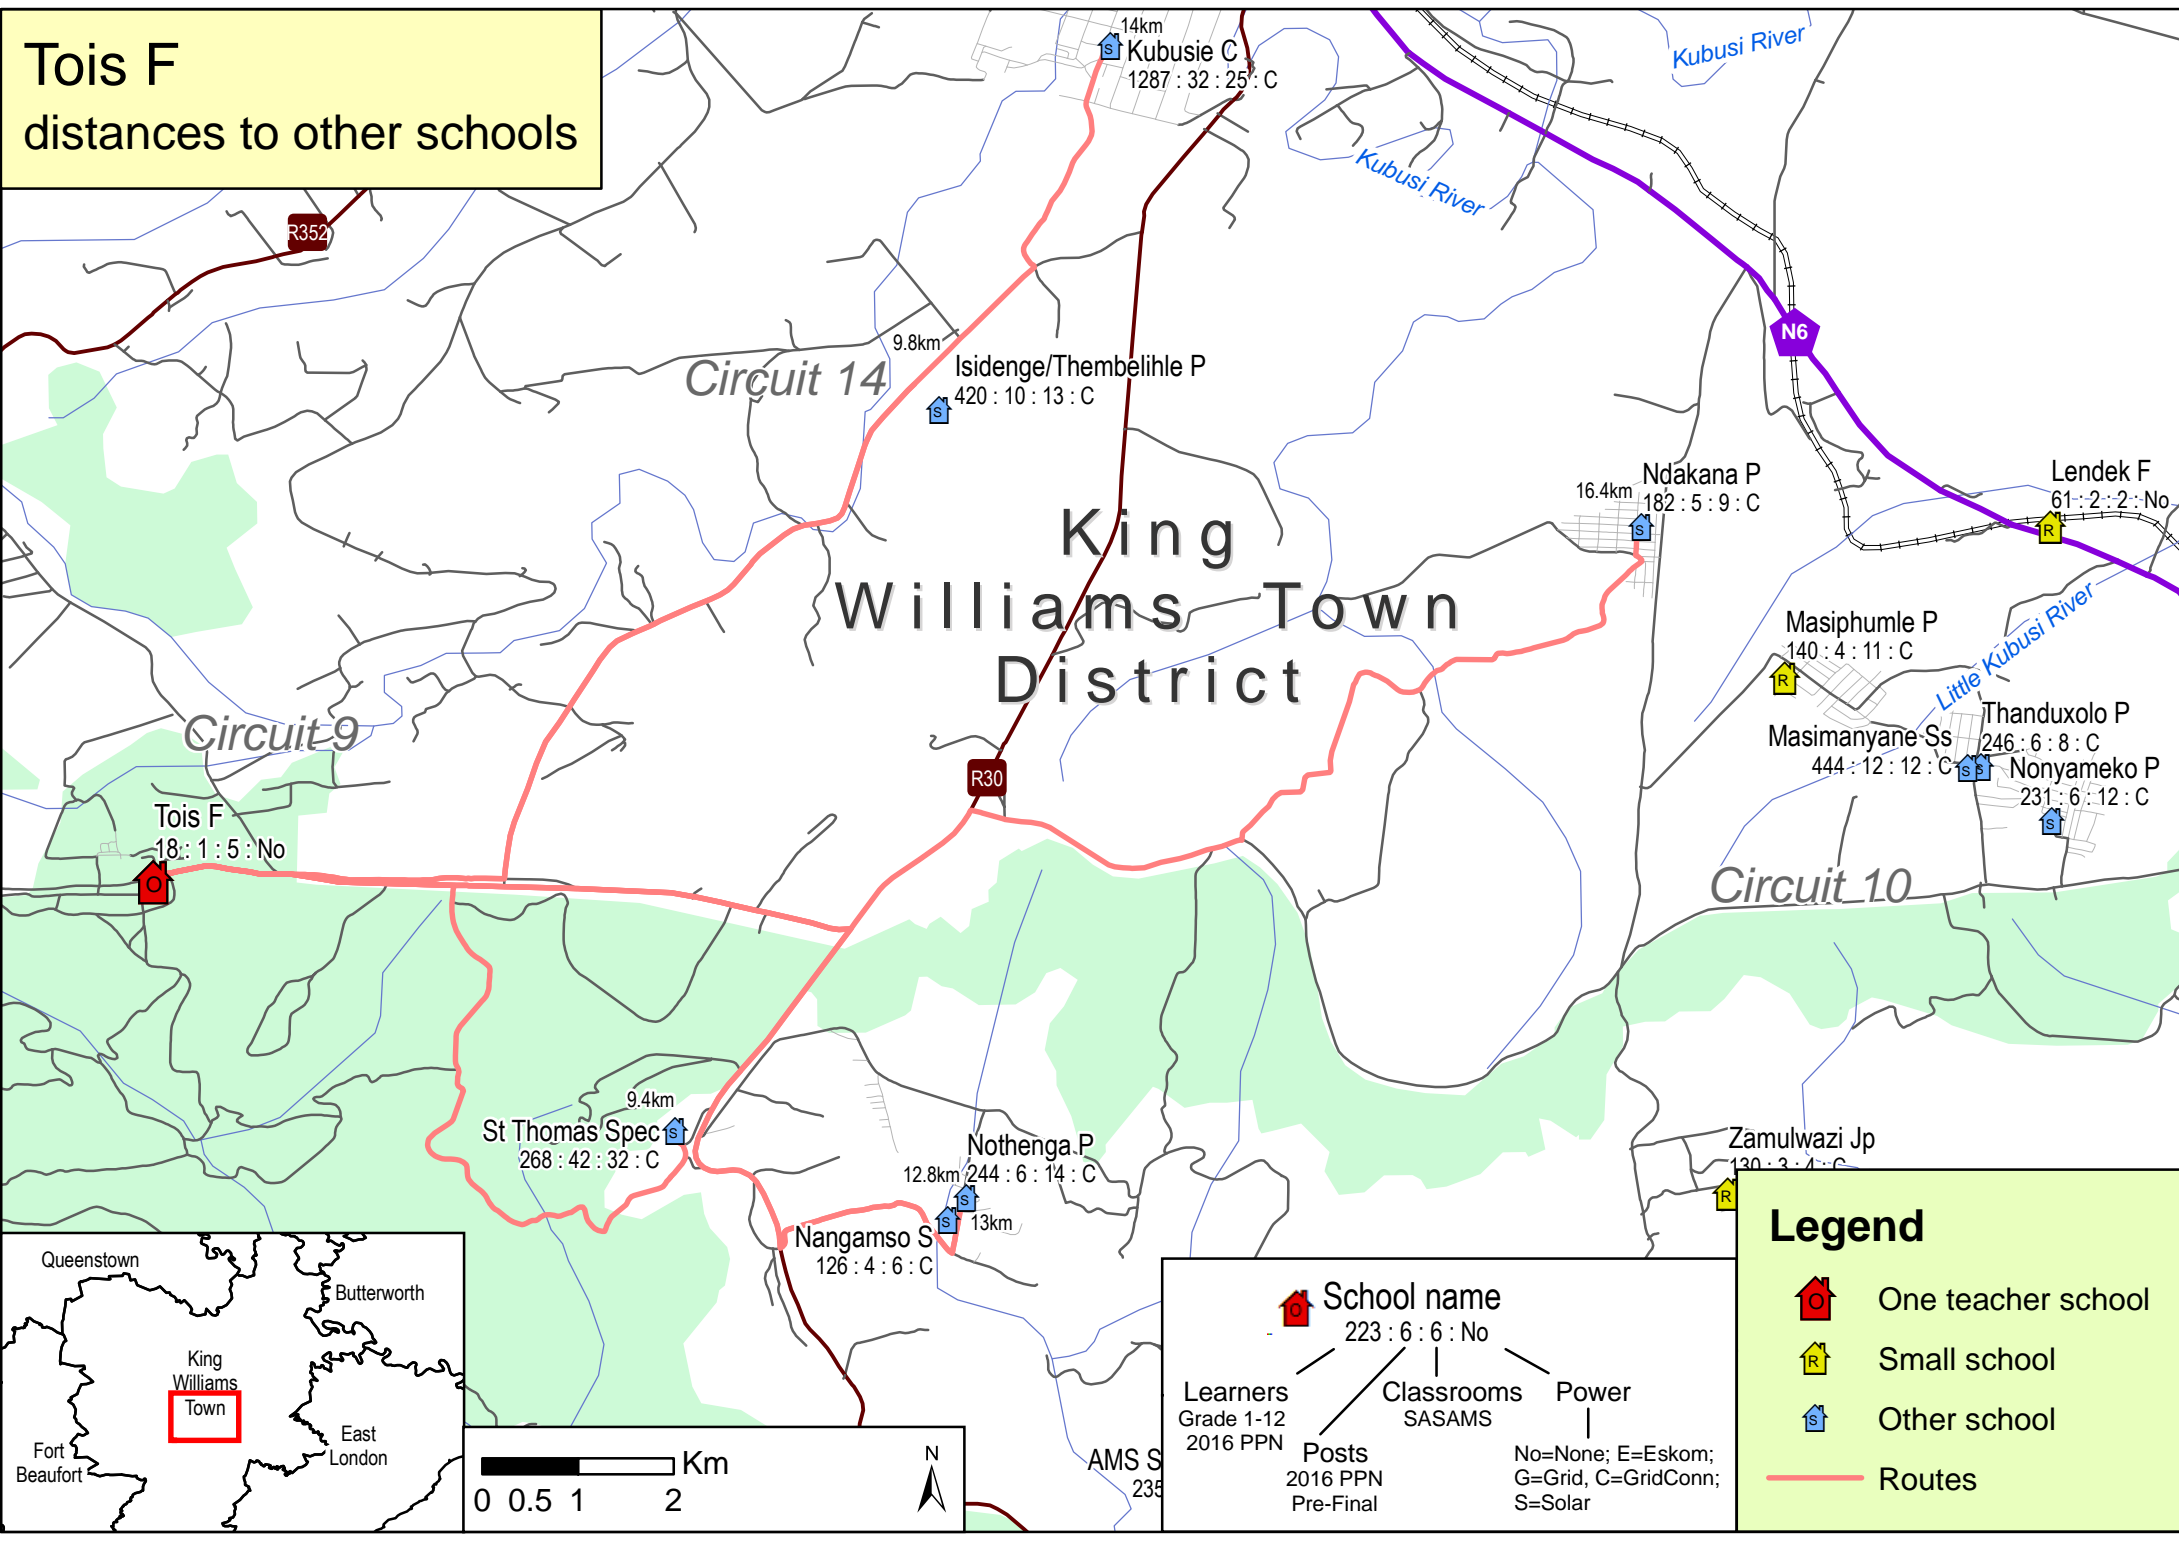 Tois F
distances to other schools
14km
Kubusie C
1287 : 32 : 25 : C
Kubusi River
Kubusi River
R352
N6
9.8km
Circuit 14
Isidenge/Thembelihle P
420 : 10 : 13 : C
S
S
King
Williams Town
District
Ndakana P
16.4km
182 : 5 : 9 : C
S
Lendek F
61 : 2 : 2 : No
R
Masiphumle P
140 : 4 : 11 : C
R
Little Kubusi River
Thanduxolo P
246 : 6 : 8 : C
Masimanyane Ss
444 : 12 : 12 : C
S
S
Nonyameko P
231 : 6 : 12 : C
S
Circuit 9
R30
Tois F
18 : 1 : 5 : No
O
Circuit 10
9.4km
St Thomas Spec
268 : 42 : 32 : C
S
Nothenga P
12.8km
244 : 6 : 14 : C
S
S
13km
Nangamso S
126 : 4 : 6 : C
Zamulwazi Jp
130 : 3 : 4 : C
R
AMS S
235
Queenstown
Butterworth
King
Williams
Town
Fort
Beaufort
East
London
Km
0 0.5 1 2
N
O
School name
223 : 6 : 6 : No
Learners
Grade 1-12
2016 PPN
Posts
2016 PPN
Pre-Final
Classrooms
SASAMS
Power
No=None; E=Eskom;
G=Grid, C=GridConn;
S=Solar
Legend
O One teacher school
R Small school
S Other school
Routes